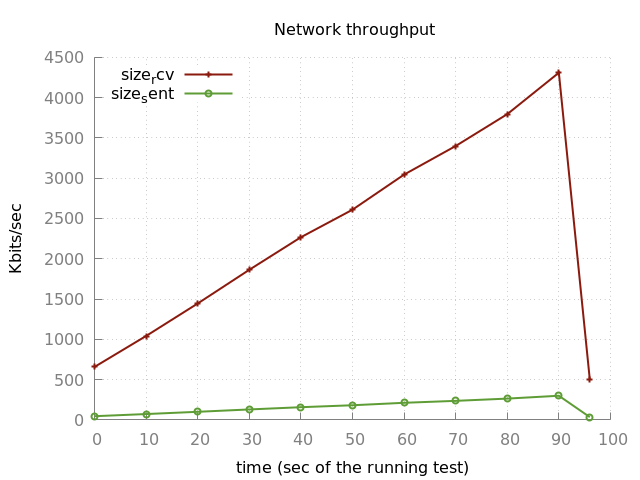 Network throughput
4500
4000
3500
3000
2500
2000
1500
1000
500
0
Kbits/sec
size_rcv
size_sent
0 10 20 30 40 50 60 70 80 90 100
time (sec of the running test)